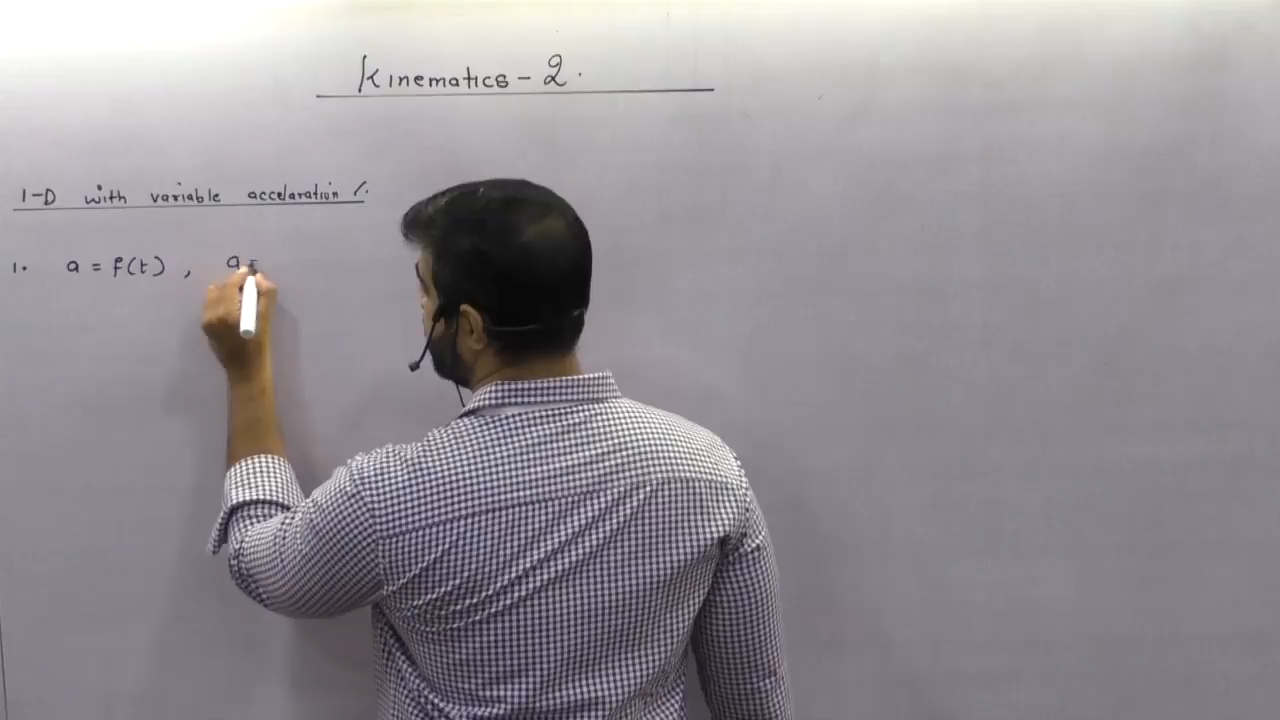 Kinematics - 2.
1-D with variable accelaration :/.
1. a = f(t) , a =